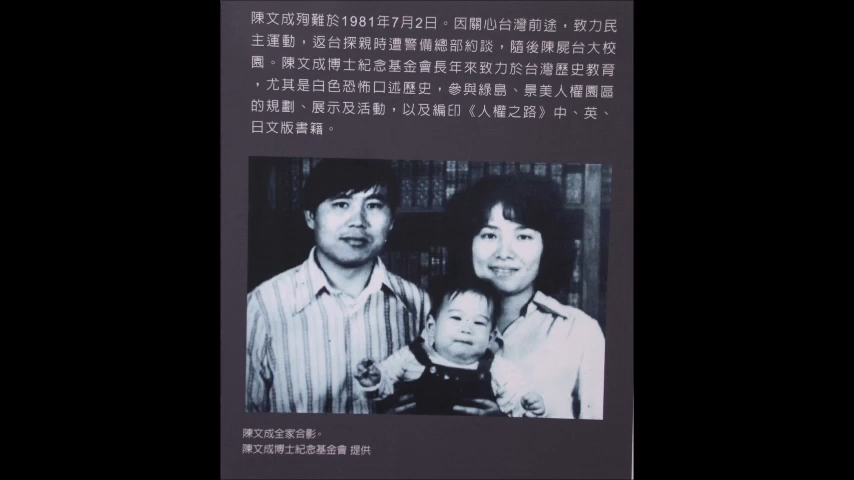 陳文成殉難於1981年7月2日。因關心台灣前途，致力民
主運動，返台探親時遭警備總部約談，隨後陳屍台大校
園。陳文成博士紀念基金會長年來致力於台灣歷史教育
，尤其是白色恐怖口述歷史，參與綠島、景美人權園區
的規劃、展示及活動，以及編印《人權之路》中、英、
日文版書籍。
陳文成全家合影。
陳文成博士紀念基金會 提供